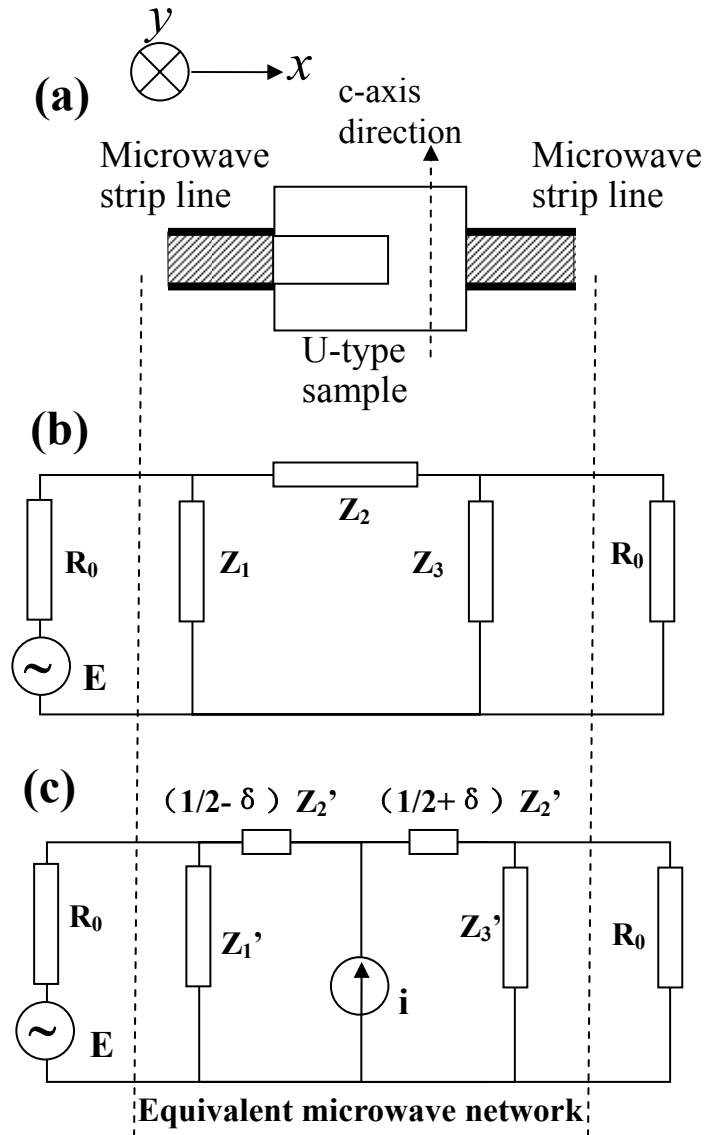 y
x
(a)
c-axis
direction
Microwave
strip line
Microwave
strip line
U-type
sample
(b)
Z₂
R₀
Z₁
Z₃
R₀
~
E
(c)
（1/2- δ）Z₂’
（1/2+ δ）Z₂’
R₀
Z₁’
Z₃’
R₀
i
~
E
Equivalent microwave network